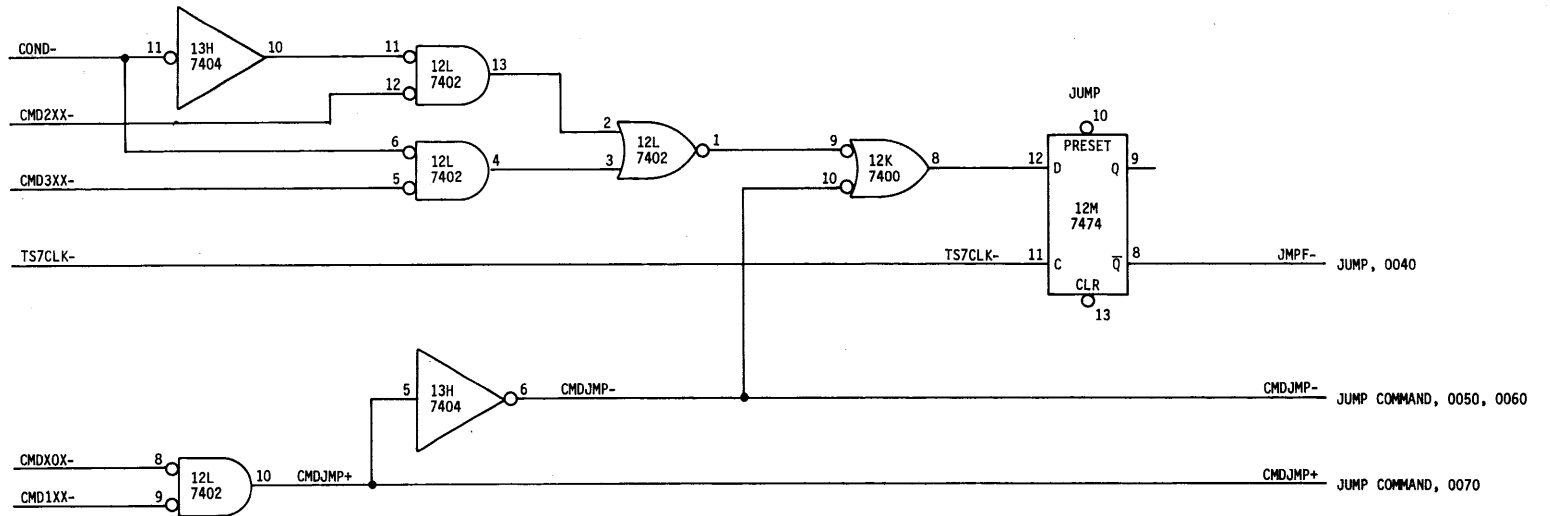 COND-
11
13H
7404
10
11
12
12L
7402
13
CMD2XX-
6
5
12L
7402
4
CMD3XX-
2
3
12L
7402
1
9
10
12K
7400
8
JUMP
10
PRESET
12
D
Q
9
12M
7474
TS7CLK-
TS7CLK-
11
C
Q
8
CLR
13
JMPF-
JUMP, 0040
5
13H
7404
6
CMDJMP-
CMDJMP-
JUMP COMMAND, 0050, 0060
CMDX0X-
8
CMD1XX-
9
12L
7402
10
CMDJMP+
CMDJMP+
JUMP COMMAND, 0070